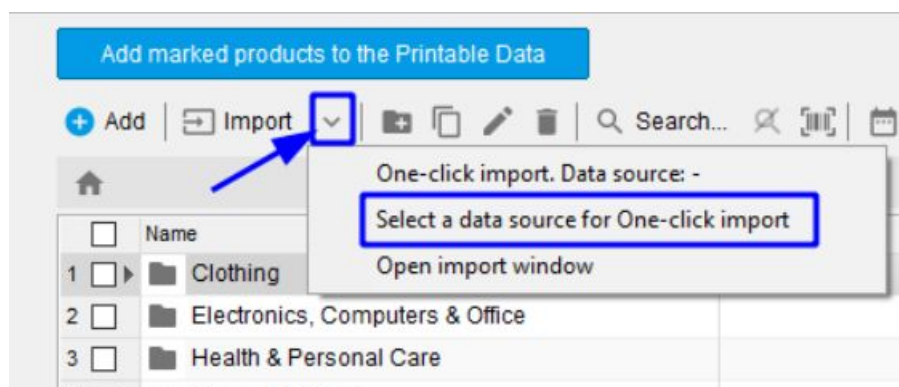 Add marked products to the Printable Data
Add Import Search...
One-click import. Data source: -
Select a data source for One-click import
Open import window
Name
1 Clothing
2 Electronics, Computers & Office
3 Health & Personal Care